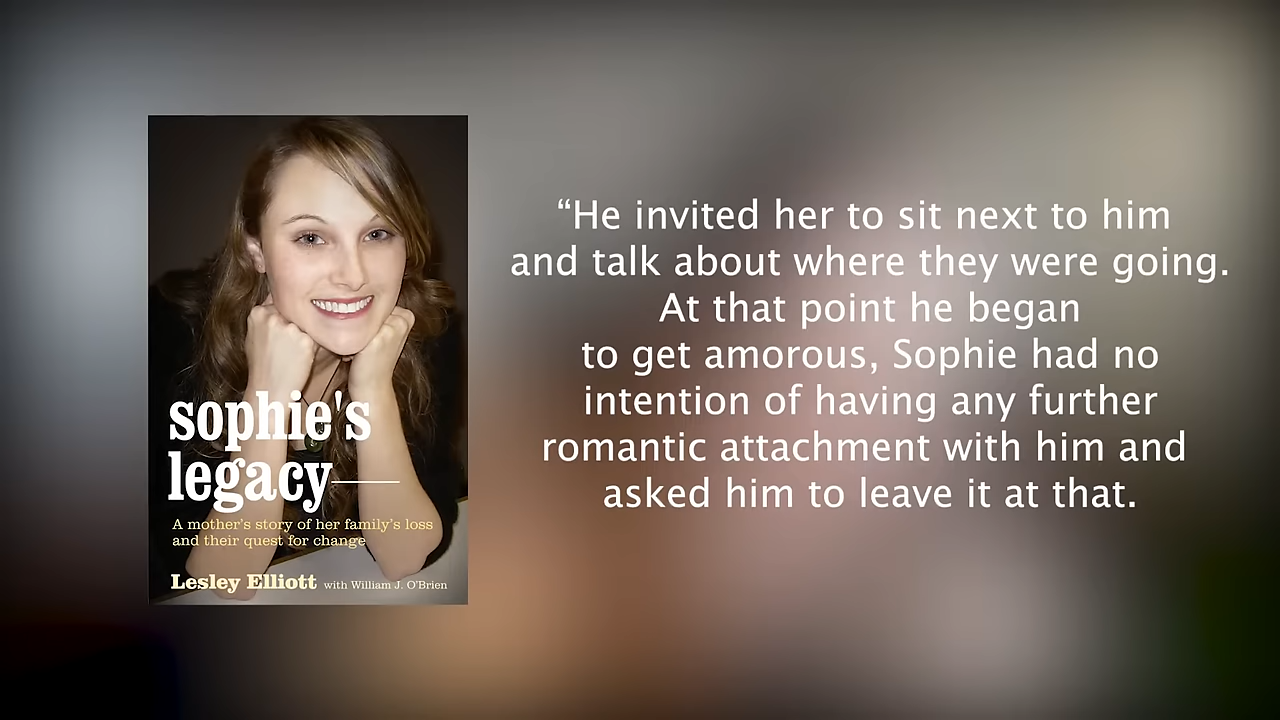 sophie's
legacy
A mother's story of her family's loss
and their quest for change
Lesley Elliott with William J. O'Brien
“He invited her to sit next to him
and talk about where they were going.
At that point he began
to get amorous, Sophie had no
intention of having any further
romantic attachment with him and
asked him to leave it at that.